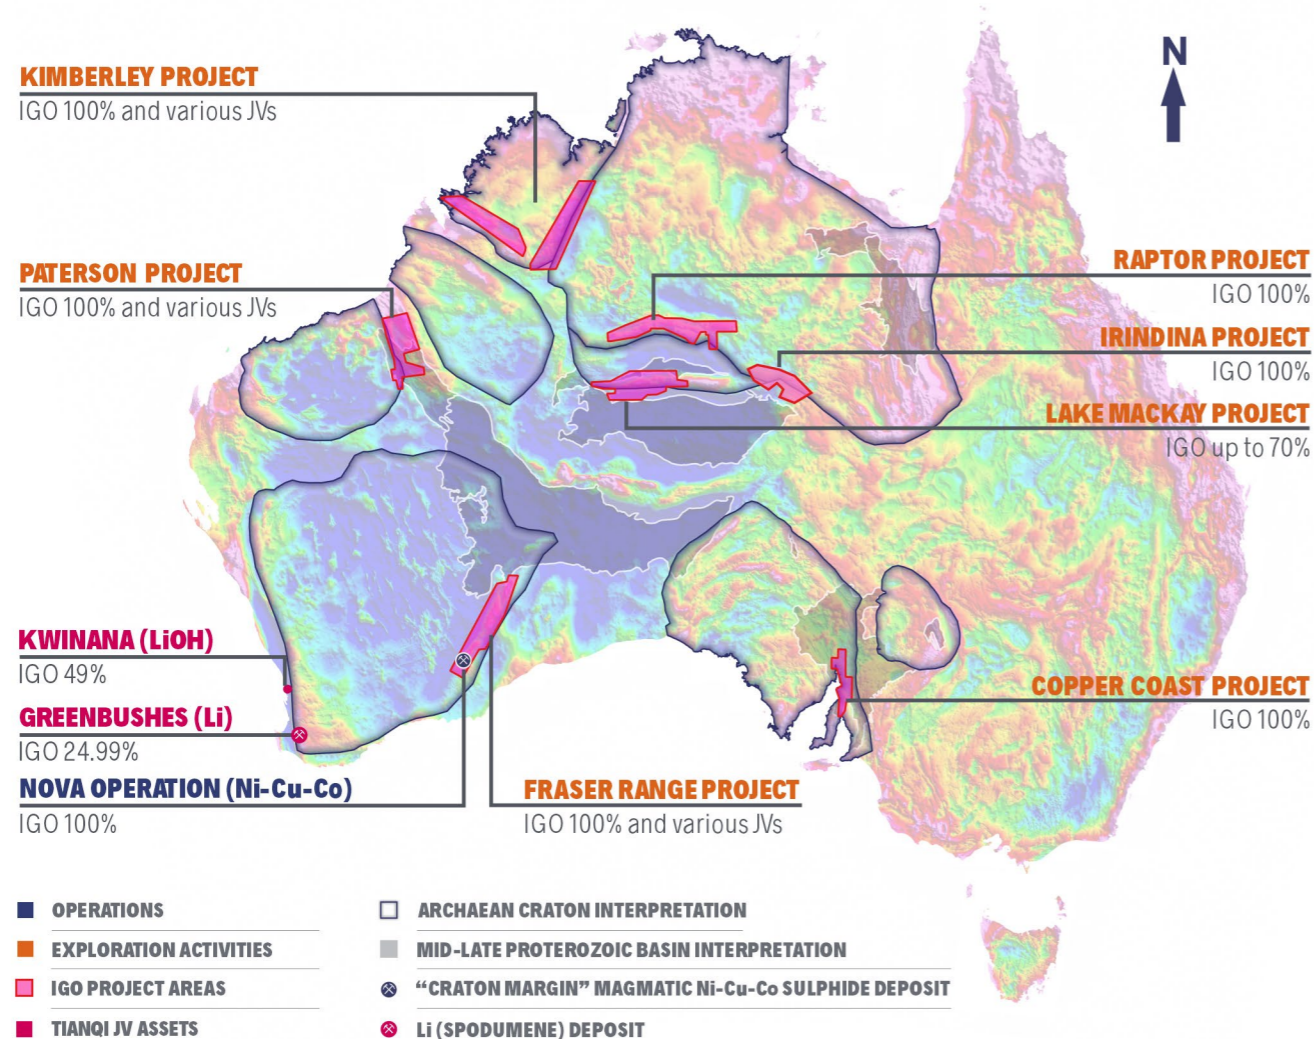 N
KIMBERLEY PROJECT
IGO 100% and various JVs
PATERSON PROJECT
IGO 100% and various JVs
RAPTOR PROJECT
IGO 100%
IRINDINA PROJECT
IGO 100%
LAKE MACKAY PROJECT
IGO up to 70%
KWINANA (LiOH)
IGO 49%
GREENBUSHES (Li)
IGO 24.99%
NOVA OPERATION (Ni-Cu-Co)
IGO 100%
COPPER COAST PROJECT
IGO 100%
FRASER RANGE PROJECT
IGO 100% and various JVs
OPERATIONS
EXPLORATION ACTIVITIES
IGO PROJECT AREAS
TIANQI JV ASSETS
ARCHAEAN CRATON INTERPRETATION
MID-LATE PROTEROZOIC BASIN INTERPRETATION
“CRATON MARGIN” MAGMATIC Ni-Cu-Co SULPHIDE DEPOSIT
Li (SPODUMENE) DEPOSIT